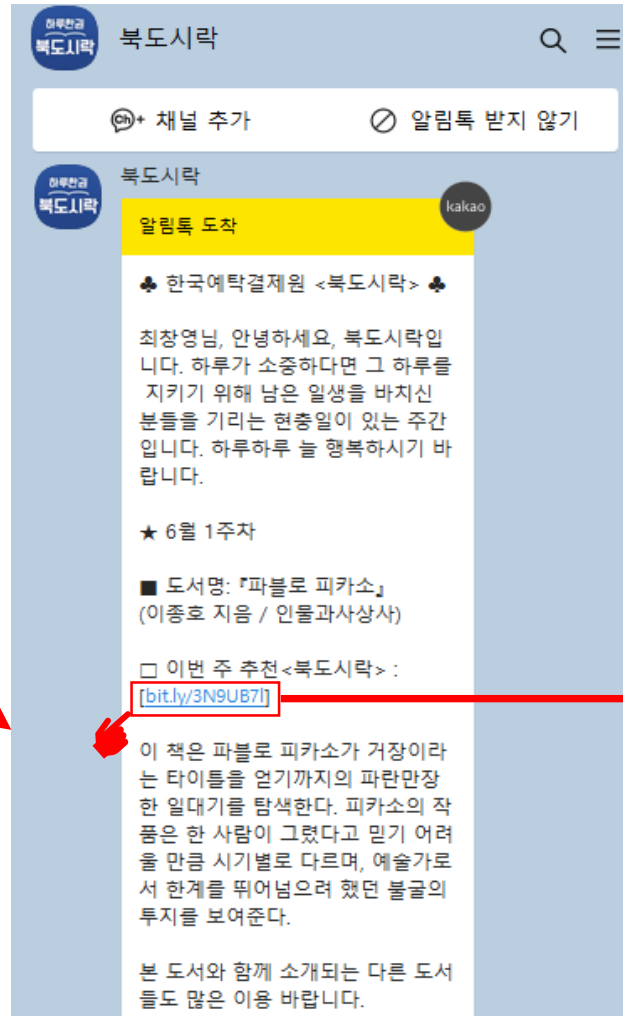 하루한권
북도시락
북도시락
Ch+ 채널 추가
알림톡 받지 않기
하루한권
북도시락
북도시락
kakao
알림톡 도착
♣ 한국예탁결제원 <북도시락> ♣
최창영님, 안녕하세요, 북도시락입
니다. 하루가 소중하다면 그 하루를
지키기 위해 남은 일생을 바치신
분들을 기리는 현충일이 있는 주간
입니다. 하루하루 늘 행복하시기 바
랍니다.
★ 6월 1주차
■ 도서명: 『파블로 피카소』
(이종호 지음 / 인물과사상사)
□ 이번 주 추천<북도시락> :
[bit.ly/3N9UB7l]
이 책은 파블로 피카소가 거장이라
는 타이틀을 얻기까지의 파란만장
한 일대기를 탐색한다. 피카소의 작
품은 한 사람이 그렸다고 믿기 어려
울 만큼 시기별로 다르며, 예술가로
서 한계를 뛰어넘으려 했던 불굴의
투지를 보여준다.
본 도서와 함께 소개되는 다른 도서
들도 많은 이용 바랍니다.